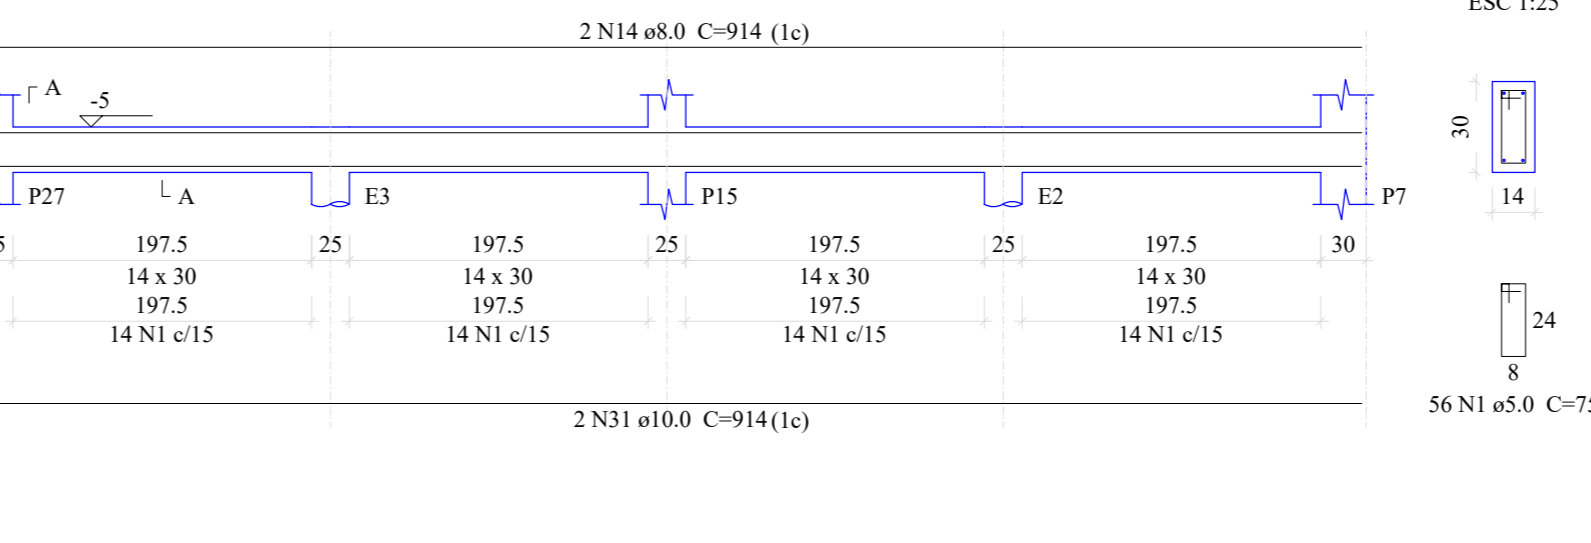 ESC 1:25
2 N14 ø8.0 C=914 (1c)
A
-5
30
P27
A
E3
P15
E2
P7
14
197.5 25 197.5 25 197.5 25 197.5 30
14 x 30 14 x 30 14 x 30 14 x 30
197.5 197.5 197.5 197.5
14 N1 c/15 14 N1 c/15 14 N1 c/15 14 N1 c/15
24
8
56 N1 ø5.0 C=75
2 N31 ø10.0 C=914 (1c)